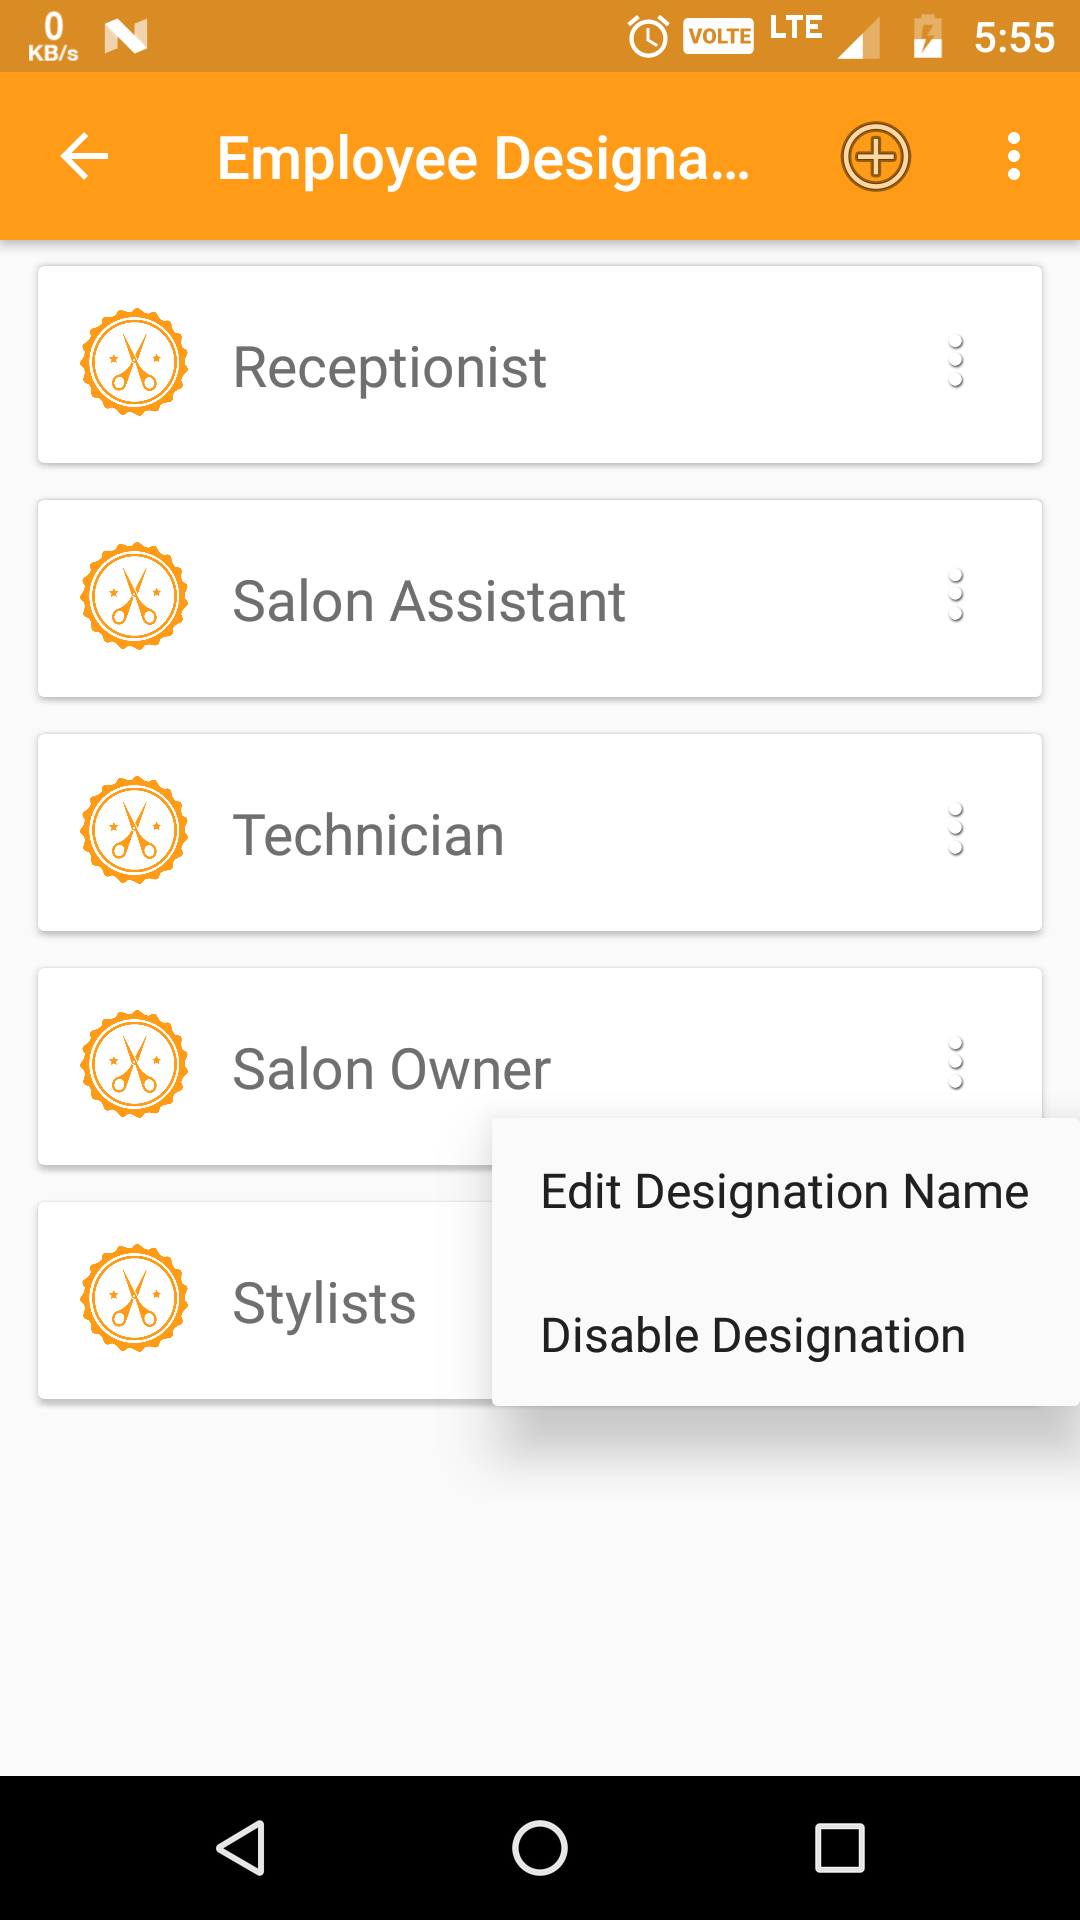 0
KB/s
VOLTE
LTE
5:55
Employee Designa...
Receptionist
Salon Assistant
Technician
Salon Owner
Edit Designation Name
Stylists
Disable Designation